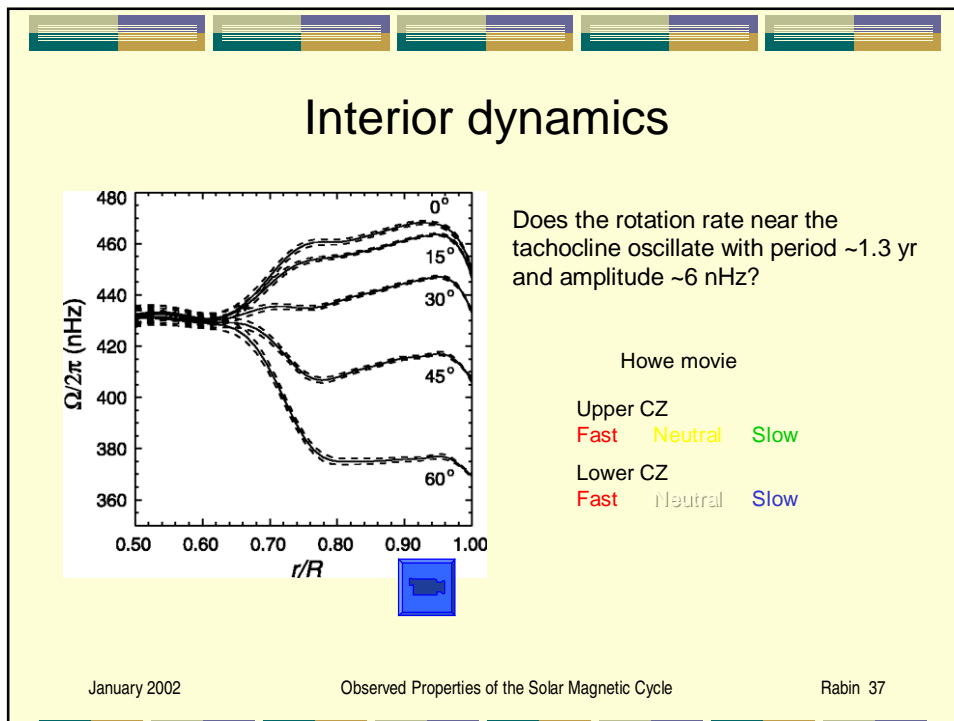 Interior dynamics
480
460
440
420
400
380
360
Ω/2π (nHz)
0°
15°
30°
45°
60°
0.50 0.60 0.70 0.80 0.90 1.00
r/R
Does the rotation rate near the
tachocline oscillate with period ~1.3 yr
and amplitude ~6 nHz?
Howe movie
Upper CZ
Fast Neutral Slow
Lower CZ
Fast Neutral Slow
January 2002 Observed Properties of the Solar Magnetic Cycle Rabin 37